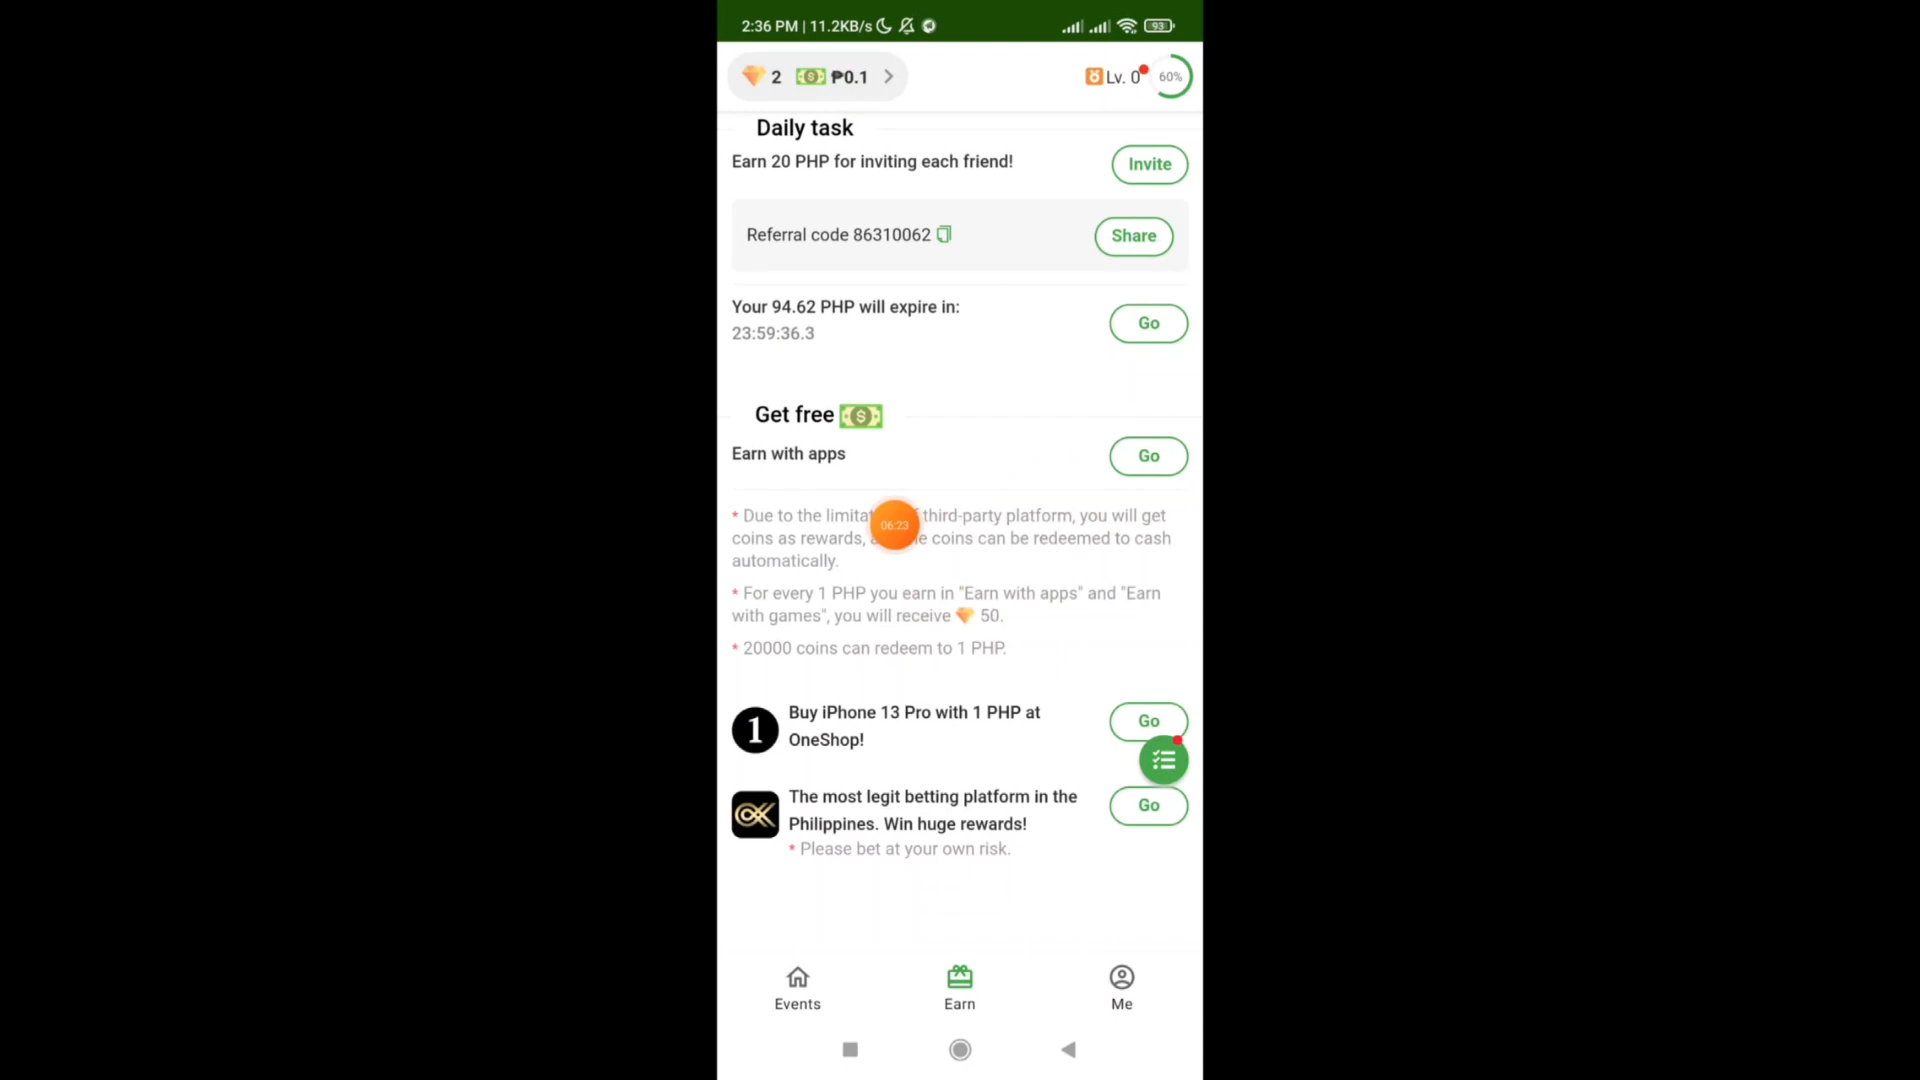 2:36 PM | 11.2KB/s 93
2 ₱0.1 Lv. 0 60%
Daily task
Earn 20 PHP for inviting each friend! Invite
Referral code 86310062 Share
Your 94.62 PHP will expire in:
23:59:36.3 Go
Get free
Earn with apps Go
* Due to the third-party platform, you will get
coins as rewards, coins can be redeemed to cash
automatically.
06:23
* For every 1 PHP you earn in "Earn with apps" and "Earn
with games", you will receive 50.
* 20000 coins can redeem to 1 PHP.
1 Buy iPhone 13 Pro with 1 PHP at
OneShop! Go
The most legit betting platform in the
Philippines. Win huge rewards! Go
* Please bet at your own risk.
Events Earn Me